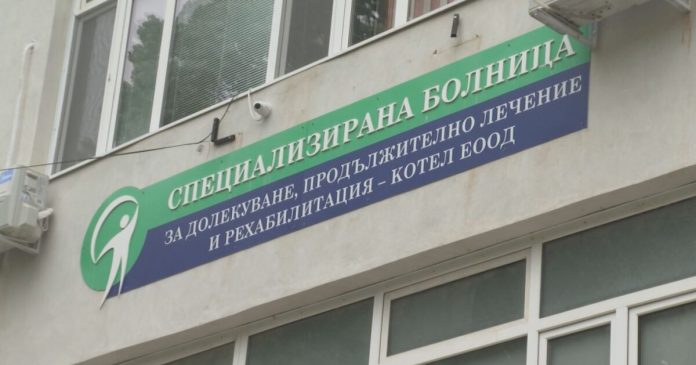 СПЕЦИАЛИЗИРАНА БОЛНИЦА
ЗА ДОЛЕКУВАНЕ, ПРОДЪЛЖИТЕЛНО ЛЕЧЕНИЕ
И РЕХАБИЛИТАЦИЯ – КОТЕЛ ЕООД